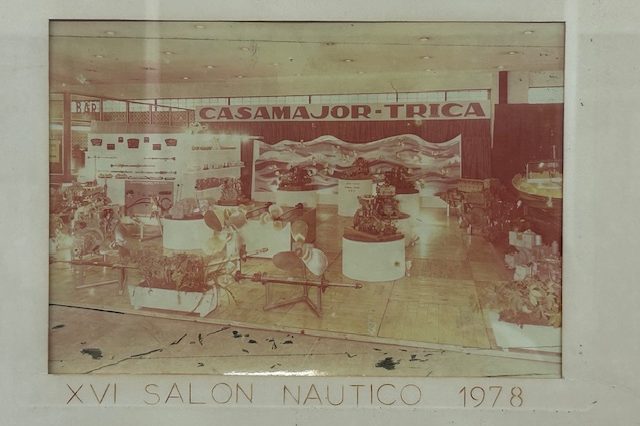 B&R
CASAMAJOR-TRICA
XVI SALON NAUTICO 1978